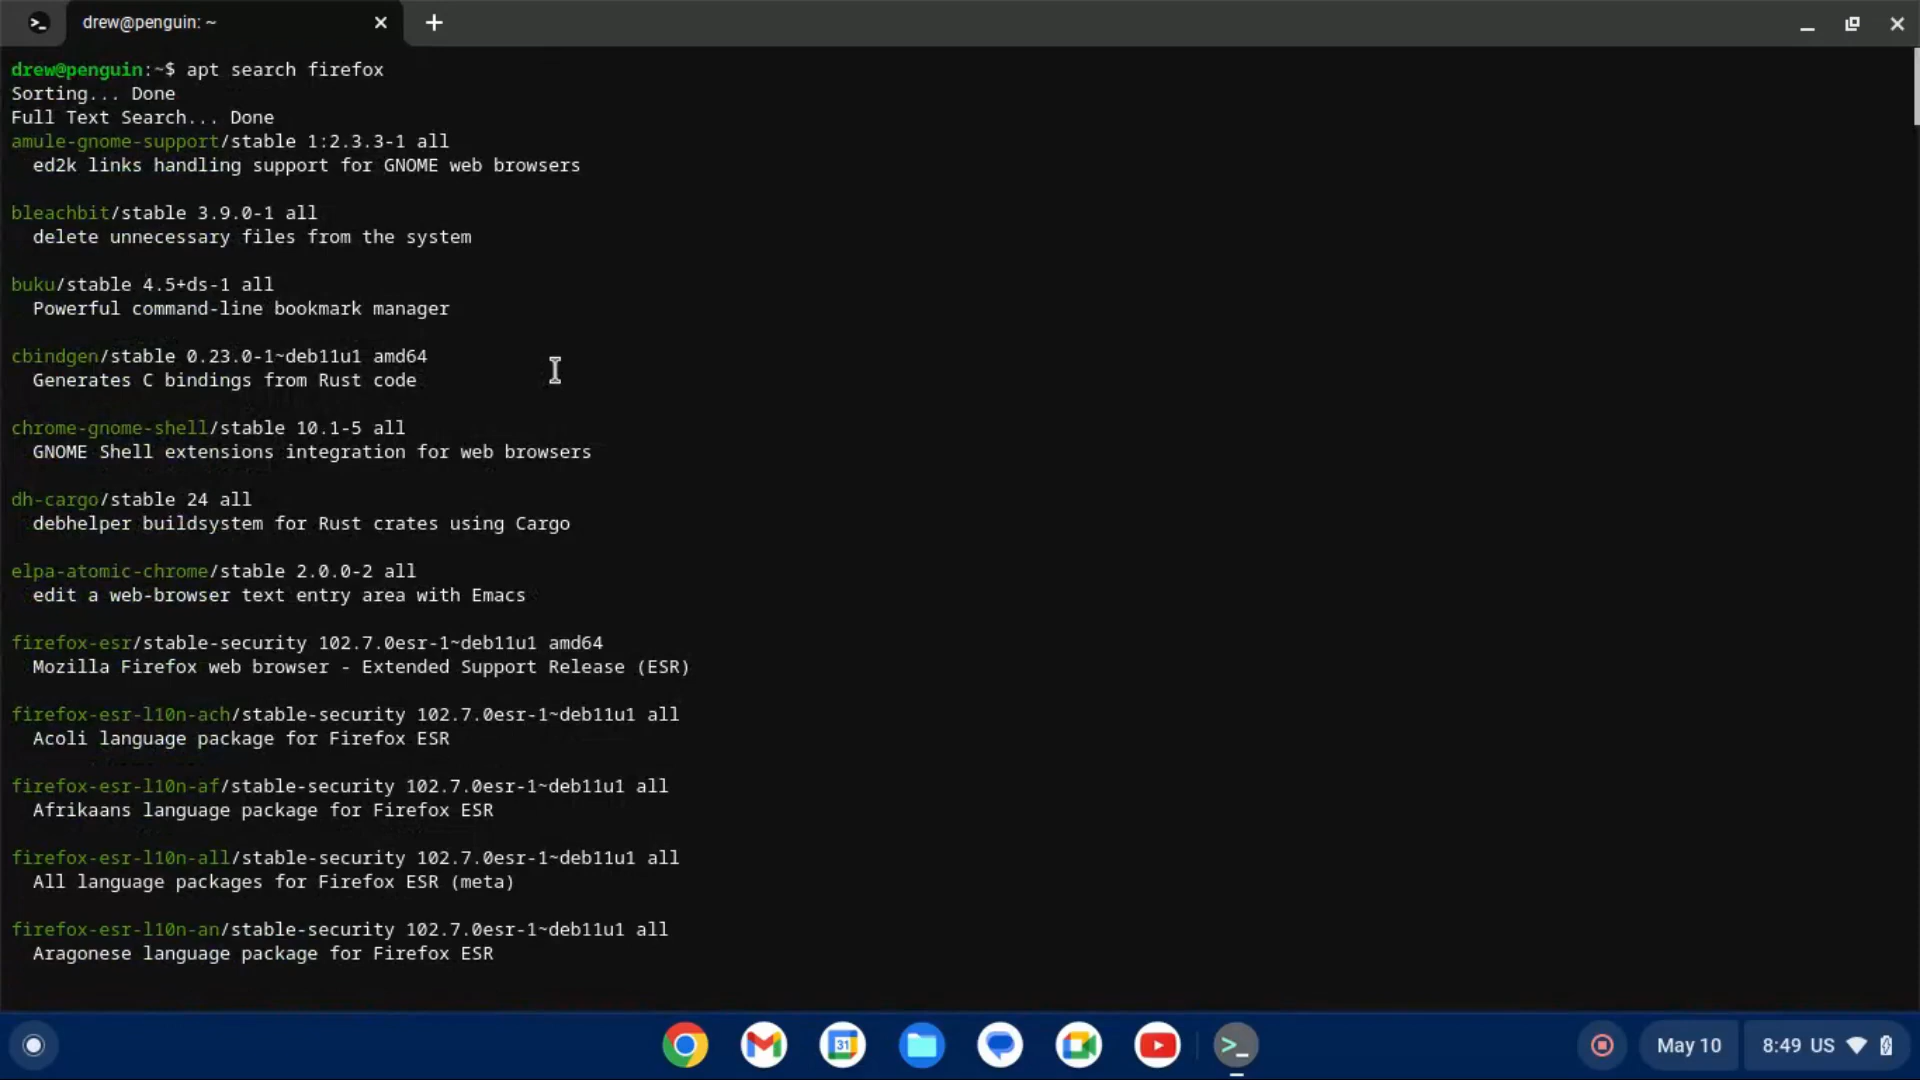 drew@penguin: ~
drew@penguin:~$ apt search firefox
Sorting... Done
Full Text Search... Done
amule-gnome-support/stable 1:2.3.3-1 all
  ed2k links handling support for GNOME web browsers
bleachbit/stable 3.9.0-1 all
  delete unnecessary files from the system
buku/stable 4.5+ds-1 all
  Powerful command-line bookmark manager
cbindgen/stable 0.23.0-1~deb11u1 amd64
  Generates C bindings from Rust code
chrome-gnome-shell/stable 10.1-5 all
  GNOME Shell extensions integration for web browsers
dh-cargo/stable 24 all
  debhelper buildsystem for Rust crates using Cargo
elpa-atomic-chrome/stable 2.0.0-2 all
  edit a web-browser text entry area with Emacs
firefox-esr/stable-security 102.7.0esr-1~deb11u1 amd64
  Mozilla Firefox web browser - Extended Support Release (ESR)
firefox-esr-l10n-ach/stable-security 102.7.0esr-1~deb11u1 all
  Acoli language package for Firefox ESR
firefox-esr-l10n-af/stable-security 102.7.0esr-1~deb11u1 all
  Afrikaans language package for Firefox ESR
firefox-esr-l10n-all/stable-security 102.7.0esr-1~deb11u1 all
  All language packages for Firefox ESR (meta)
firefox-esr-l10n-an/stable-security 102.7.0esr-1~deb11u1 all
  Aragonese language package for Firefox ESR
31
May 10
8:49 US